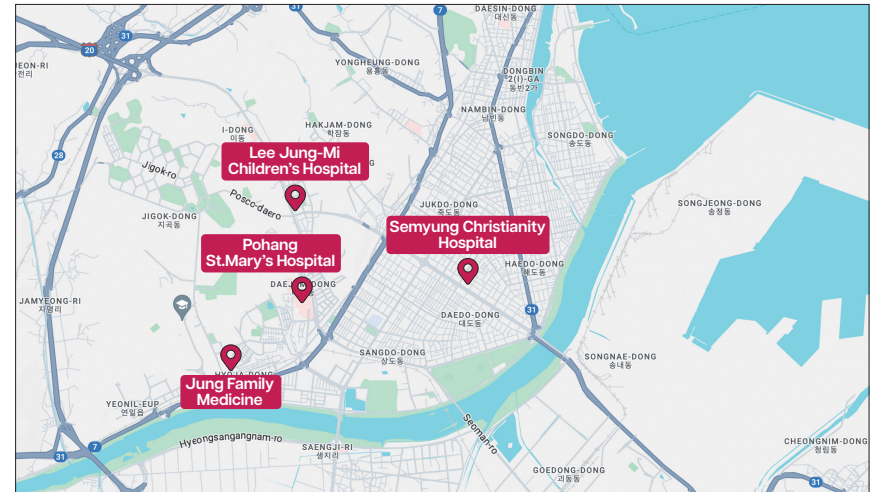 DAESIN-DONG
대신동
31
7
20
31
JEON-RI
전리
YONGHEUNG-DONG
용흥동
DONGBIN
2(I)-GA
동빈2가
NAMBIN-DONG
남빈동
I-DONG
이동
HAKJAM-DONG
학잠동
SONGDO-DONG
송도동
28
Lee Jung-Mi
Children's Hospital
Jigok-ro
Posco-daero
JUKDO-DONG
죽도동
SONGJEONG-DONG
송정동
JIGOK-DONG
지곡동
Semyung Christianity
Hospital
Pohang
St.Mary's Hospital
HAEDO-DONG
해도동
JAMYEONG-RI
자명리
31
DAEDO-DONG
대도동
SANGDO-DONG
상도동
SONGNAE-DONG
송내동
HYOJA-DONG
Jung Family
Medicine
YEONIL-EUP
연일읍
Hyeongsangangnam-ro
Seoman-ro
7
31
SAENGJI-RI
생지리
CHEONGNIM-DONG
청림동
GOEDONG-DONG
괴동동
31